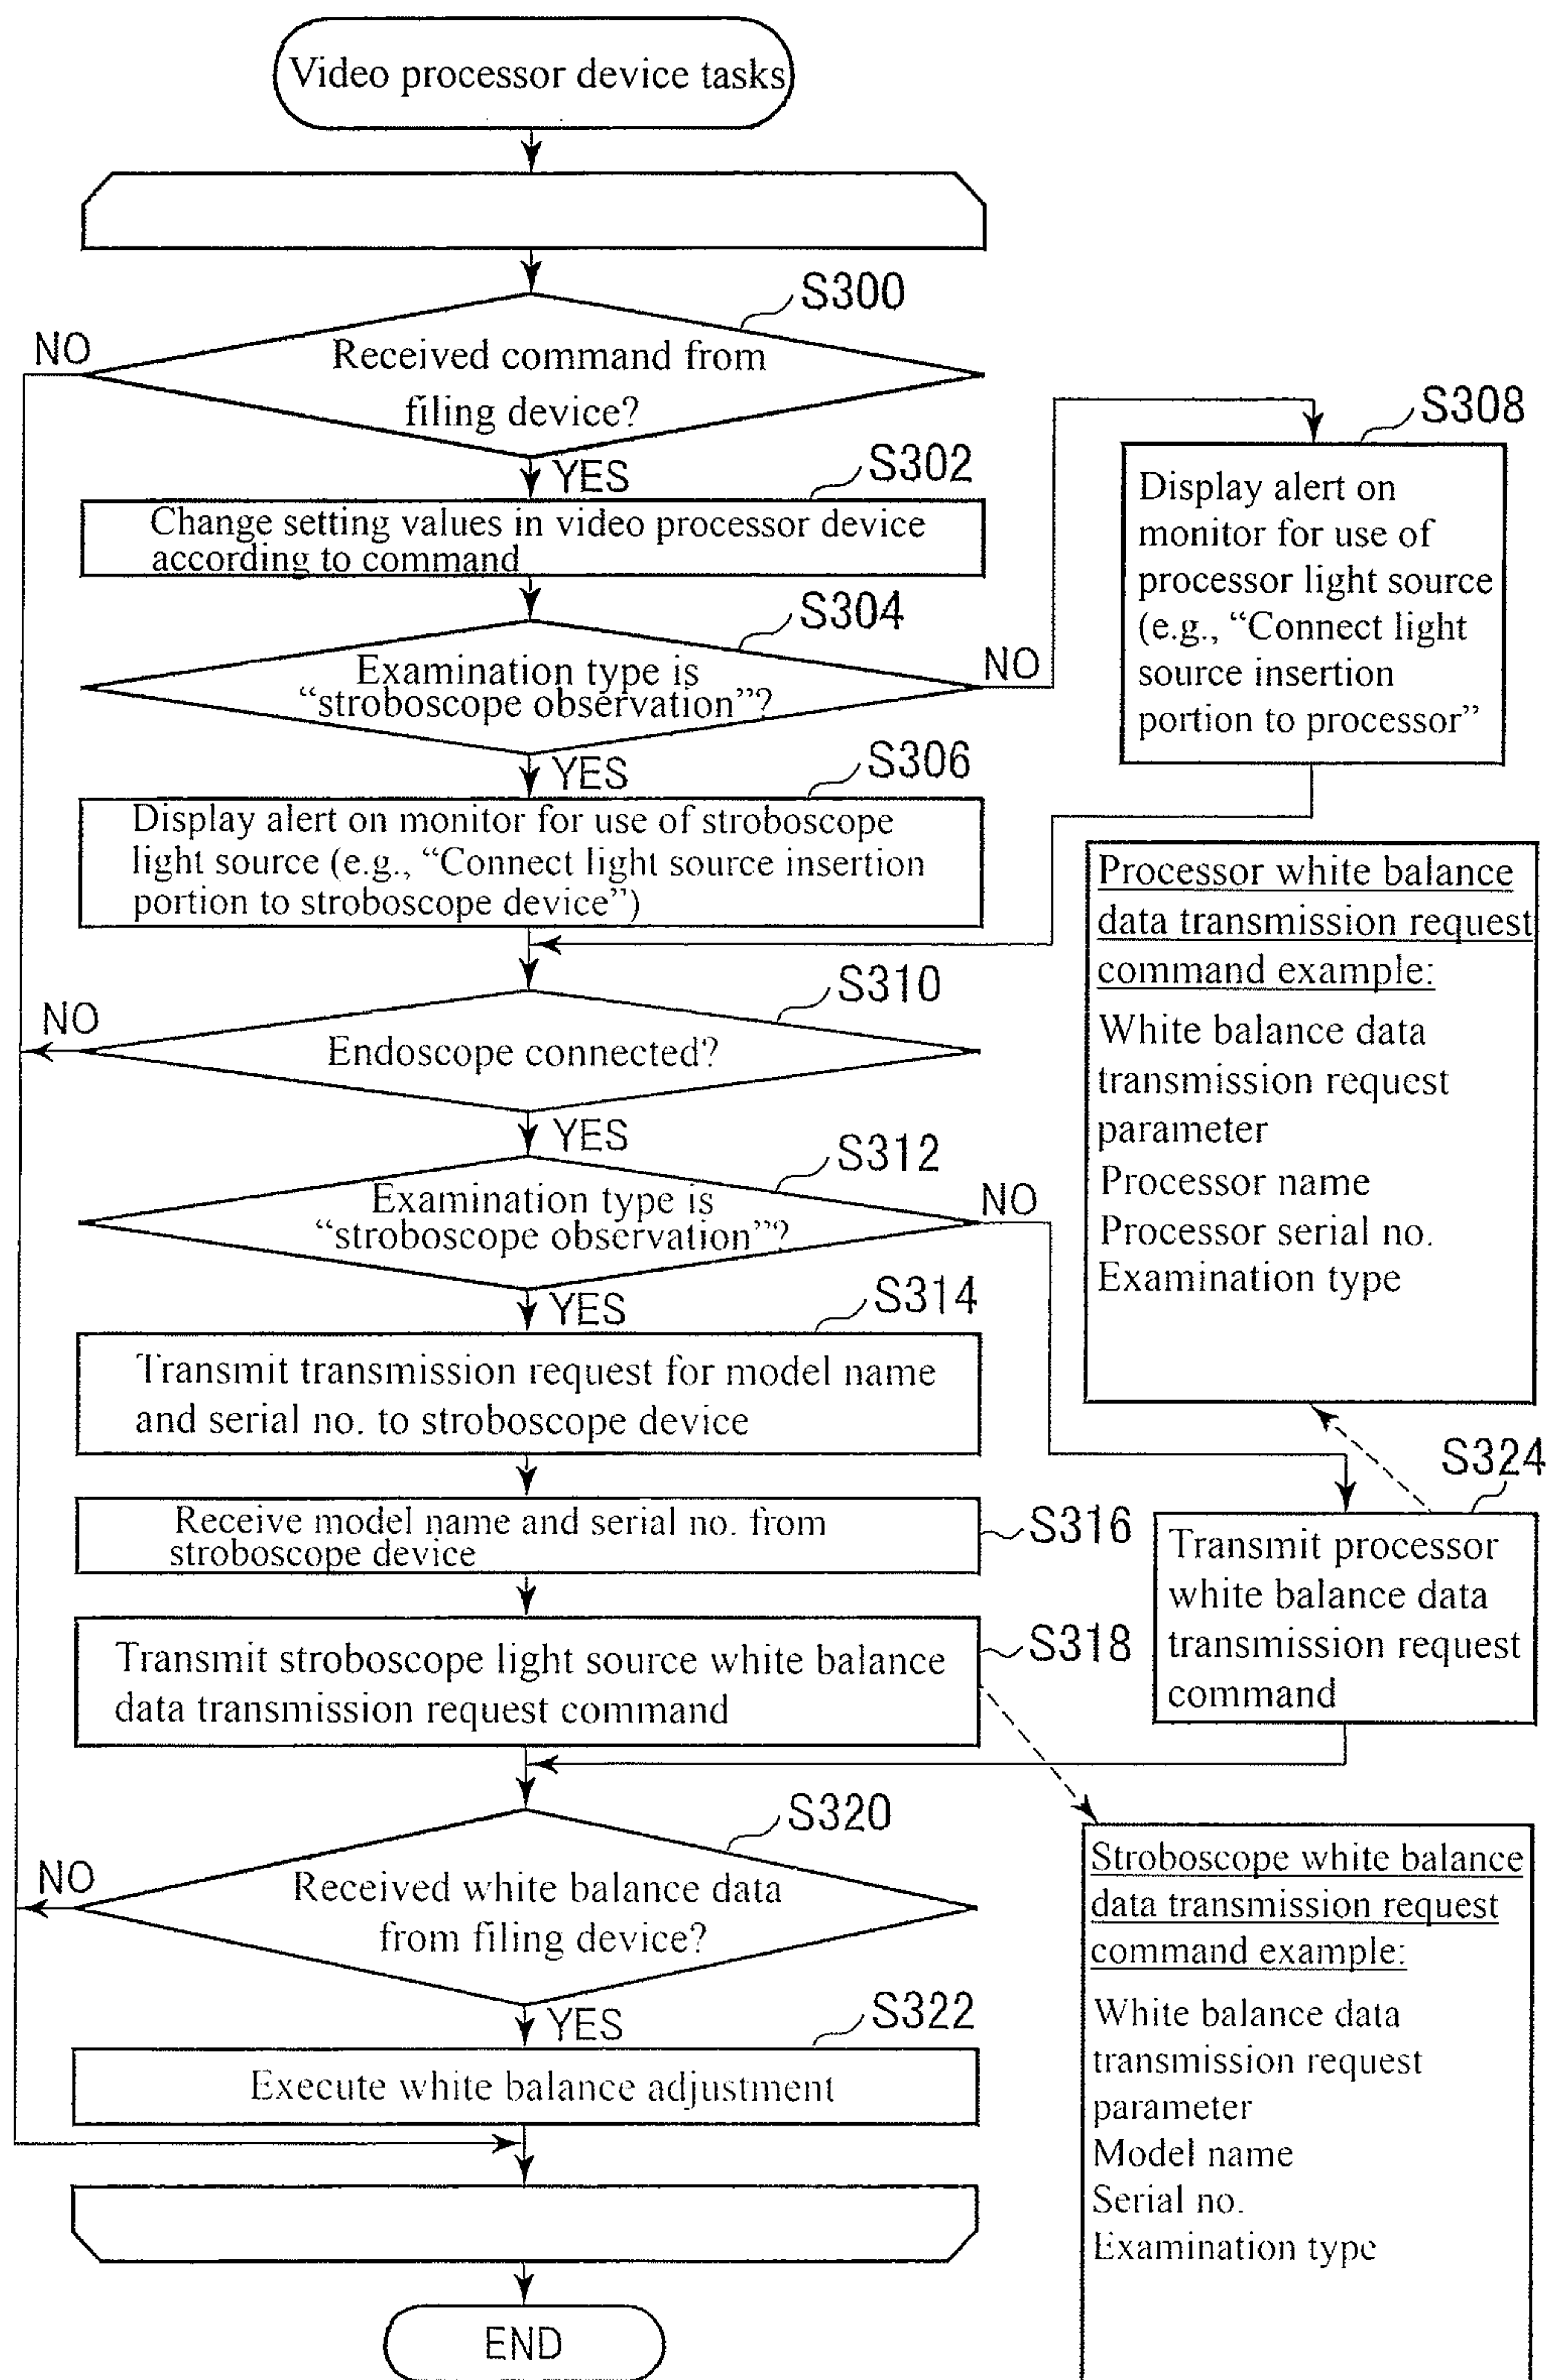 Video processor device tasks
S300
NO
Received command from
filing device?
YES
S302
Change setting values in video processor device
according to command
S304
Examination type is
“stroboscope observation”?
NO
S308
Display alert on
monitor for use of
processor light source
(e.g., “Connect light
source insertion
portion to processor”
YES
S306
Display alert on monitor for use of stroboscope
light source (e.g., “Connect light source insertion
portion to stroboscope device”)
S310
NO
Endoscope connected?
YES
S312
Examination type is
“stroboscope observation”?
NO
YES
S314
Transmit transmission request for model name
and serial no. to stroboscope device
Receive model name and serial no. from
stroboscope device
S316
Transmit stroboscope light source white balance
data transmission request command
S318
Processor white balance
data transmission request
command example:
White balance data
transmission request
parameter
Processor name
Processor serial no.
Examination type
S324
Transmit processor
white balance data
transmission request
command
S320
NO
Received white balance data
from filing device?
YES
S322
Execute white balance adjustment
Stroboscope white balance
data transmission request
command example:
White balance data
transmission request
parameter
Model name
Serial no.
Examination type
END